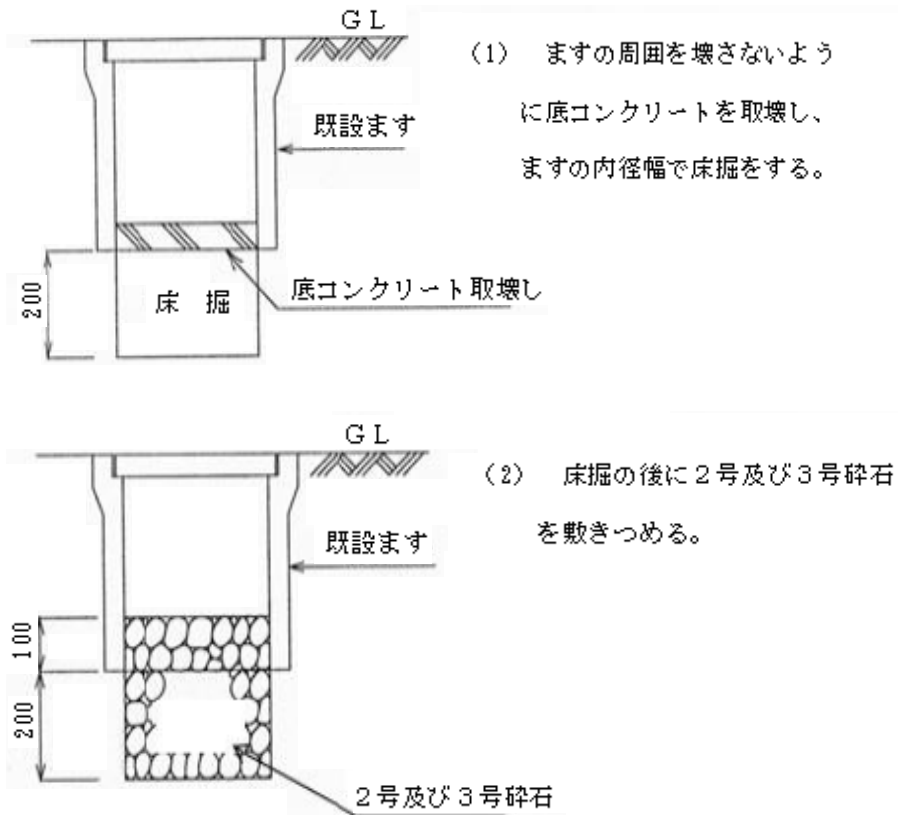 GL
(1) ますの周囲を壊さないよう
に底コンクリートを取壊し、
ますの内径幅で床掘をする。
既設ます
200
床 掘
底コンクリート取壊し
GL
(2) 床掘の後に2号及び3号砕石
を敷きつめる。
既設ます
100
200
2号及び3号砕石